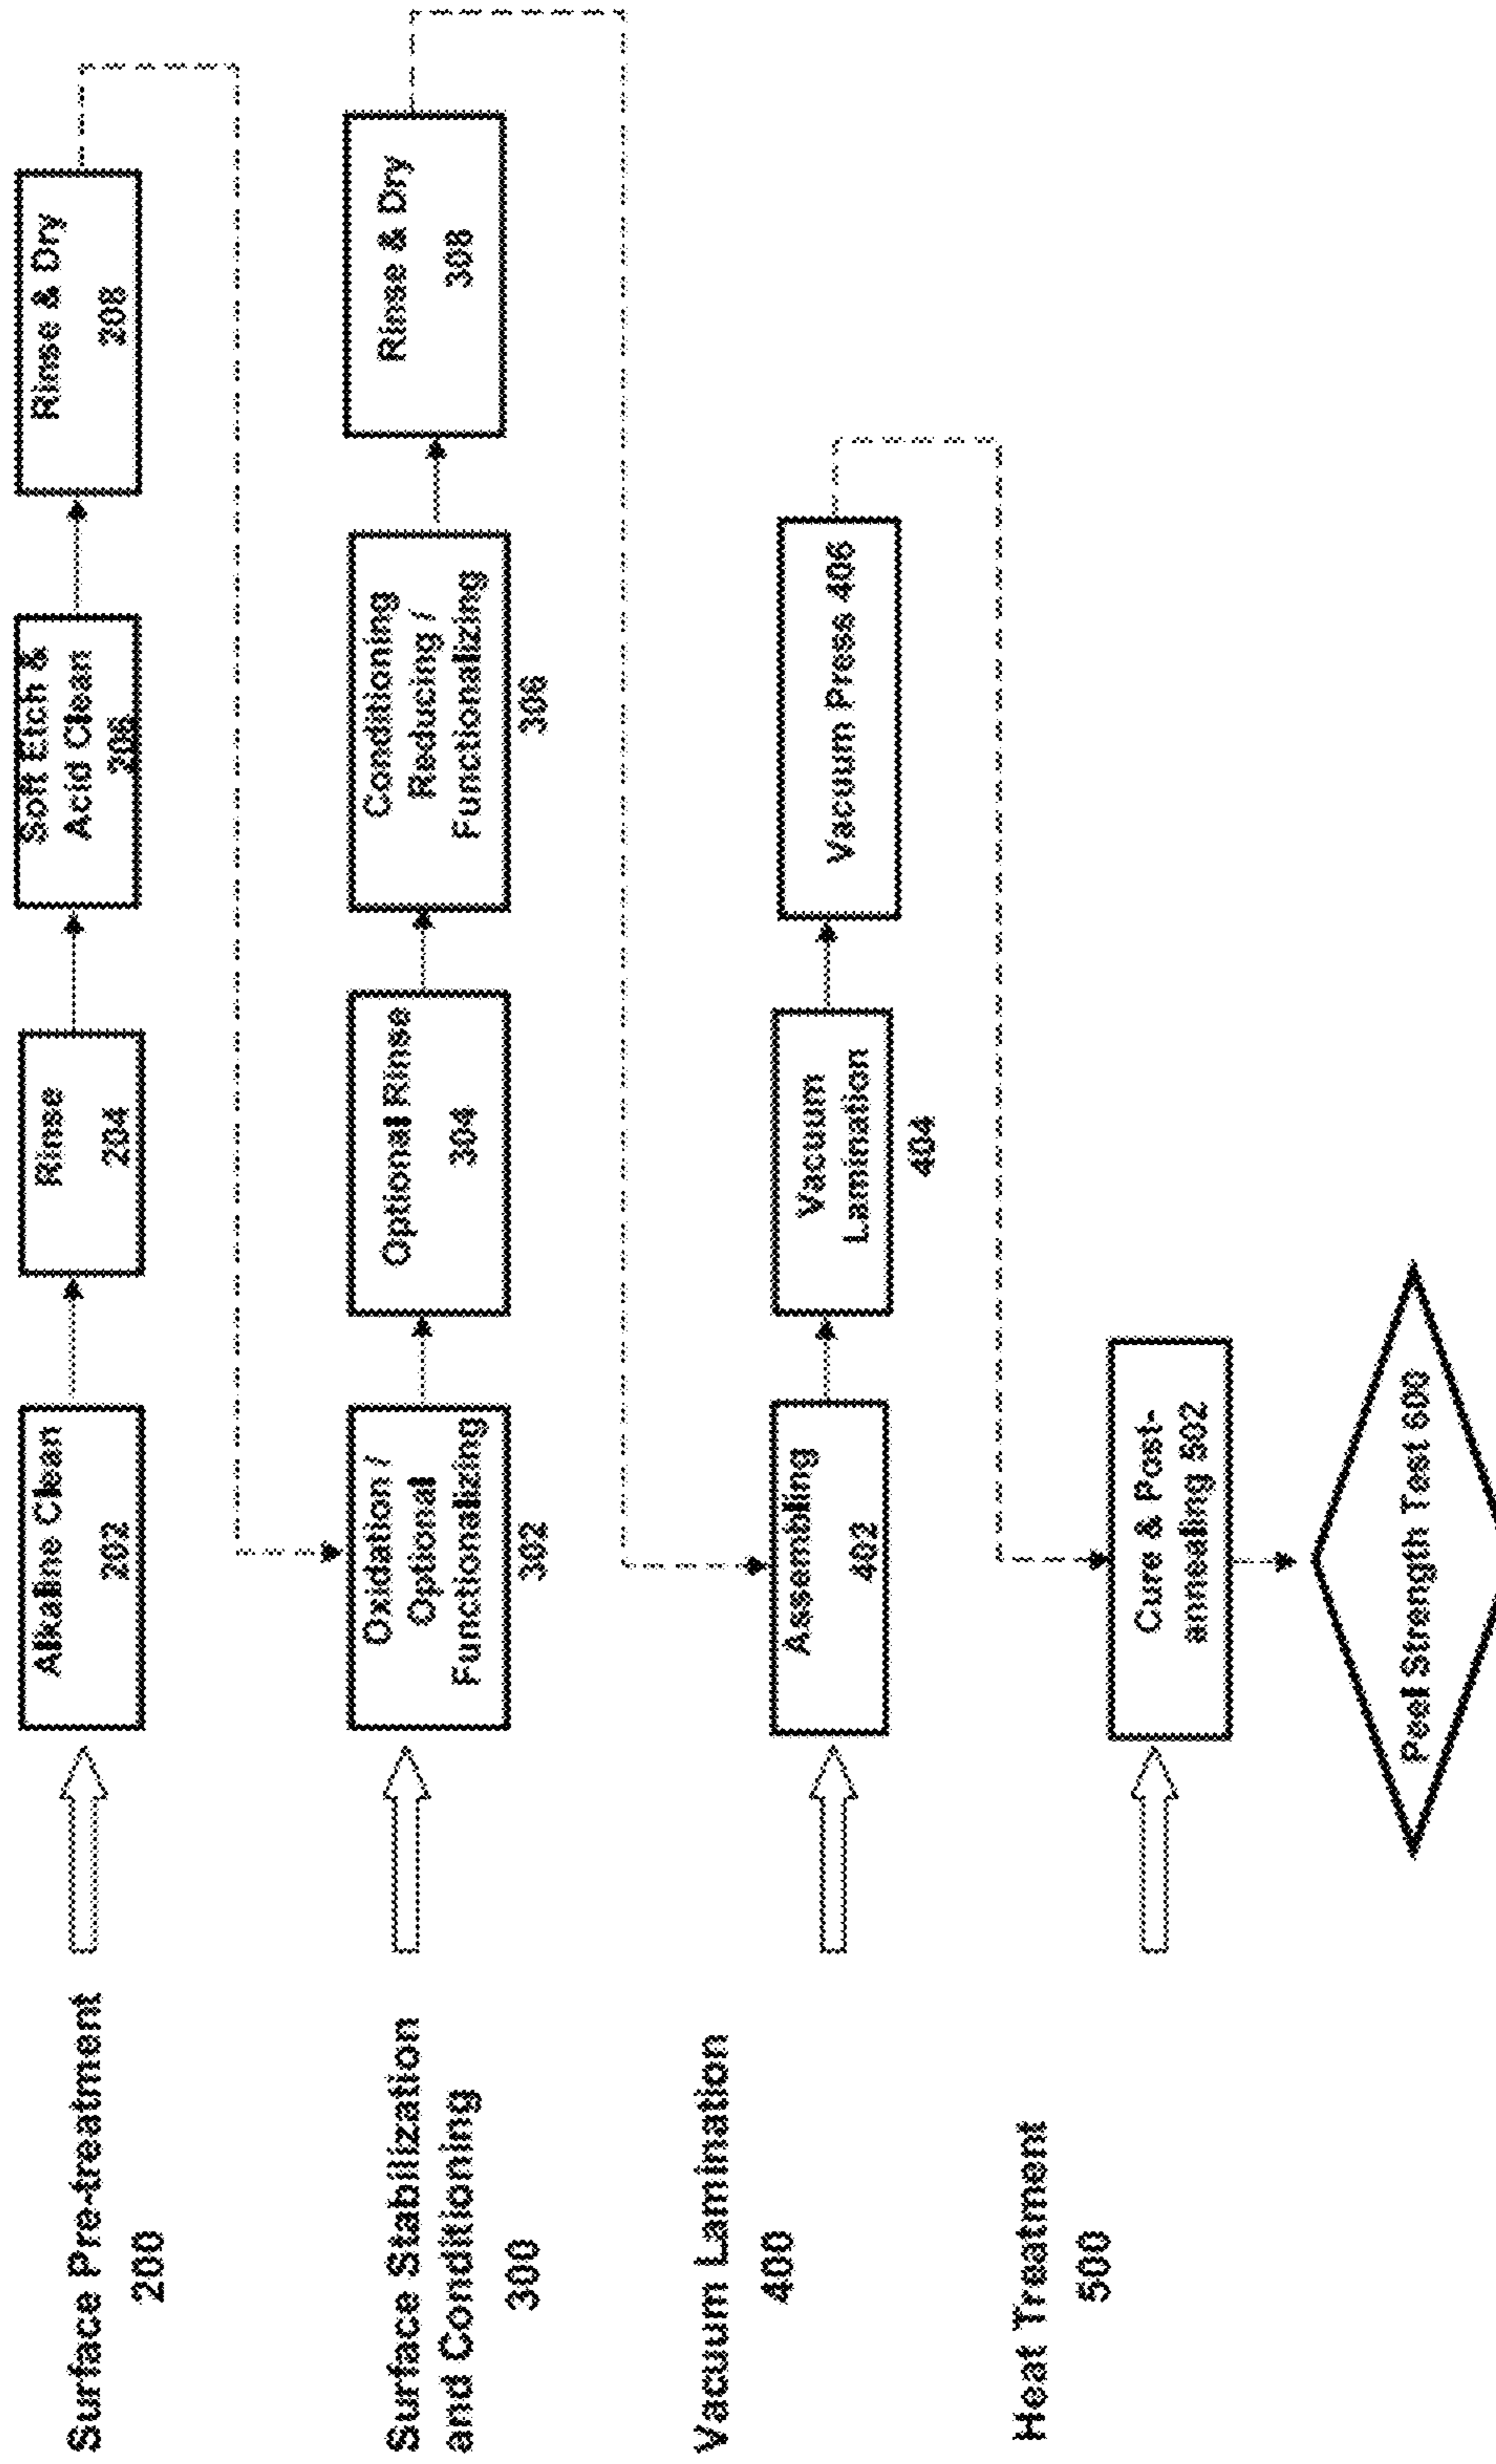 Surface Pre-treatment
200
Alkaline Clean
202
Rinse
204
Soft Etch &
Acid Clean
206
Rinse & Dry
208
Surface Stabilization
and Conditioning
300
Oxidation /
Optional
Functionalizing
302
Optional Rinse
304
Conditioning
Reducing /
Functionalizing
306
Rinse & Dry
308
Vacuum Lamination
400
Assembling
402
Vacuum
Lamination
404
Vacuum Press 406
Heat Treatment
500
Cure & Post-
annealing 502
Peel Strength Test 600